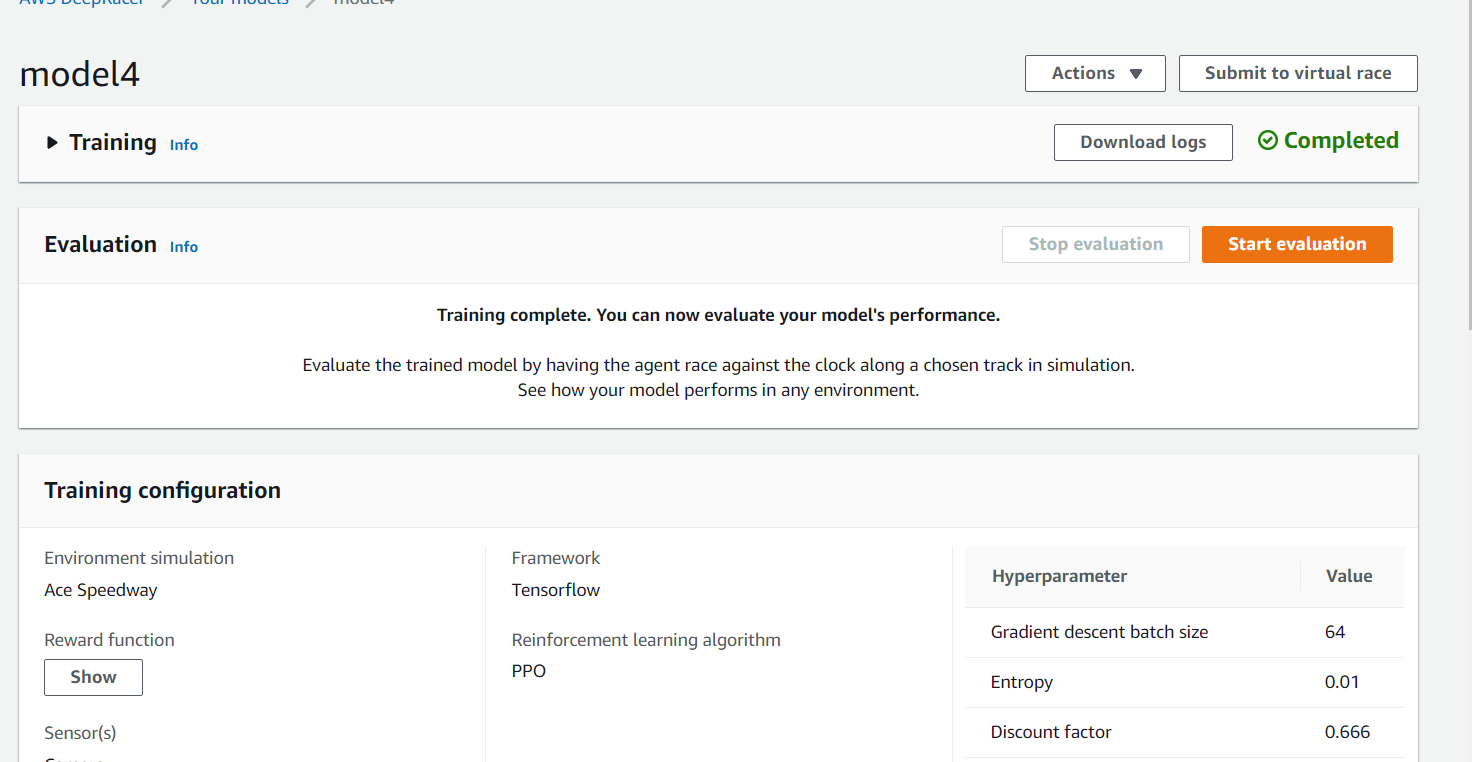 AWS DeepRacer
Your models
model4
model4
Actions
Submit to virtual race
Training Info
Download logs
Completed
Evaluation Info
Stop evaluation
Start evaluation
Training complete. You can now evaluate your model's performance.
Evaluate the trained model by having the agent race against the clock along a chosen track in simulation.
See how your model performs in any environment.
Training configuration
Environment simulation
Ace Speedway
Reward function
Show
Sensor(s)
Framework
Tensorflow
Reinforcement learning algorithm
PPO
Hyperparameter Value
Gradient descent batch size 64
Entropy 0.01
Discount factor 0.666